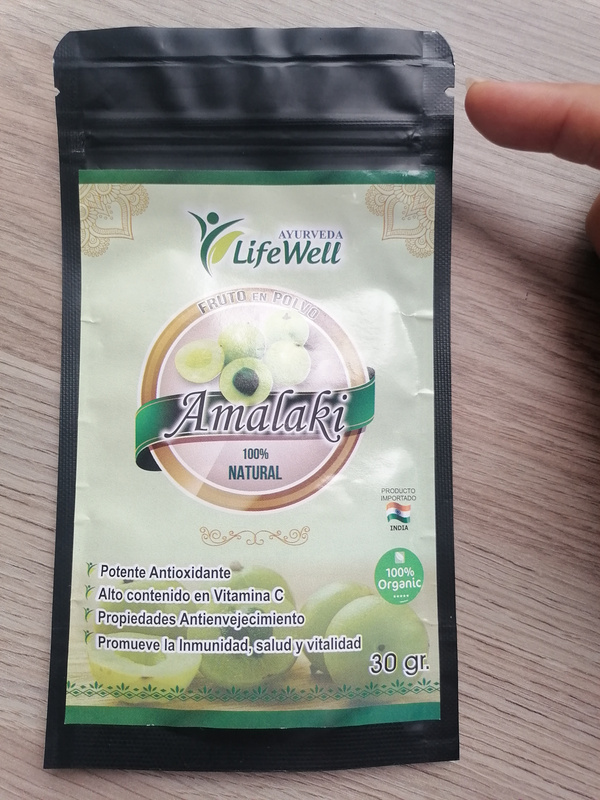 AYURVEDA
LifeWell
FRUTO EN POLVO
Amalaki
100%
NATURAL
PRODUCTO
IMPORTADO
INDIA
100%
Organic
Potente Antioxidante
Alto contenido en Vitamina C
Propiedades Antienvejecimiento
Promueve la Inmunidad, salud y vitalidad
30 gr.